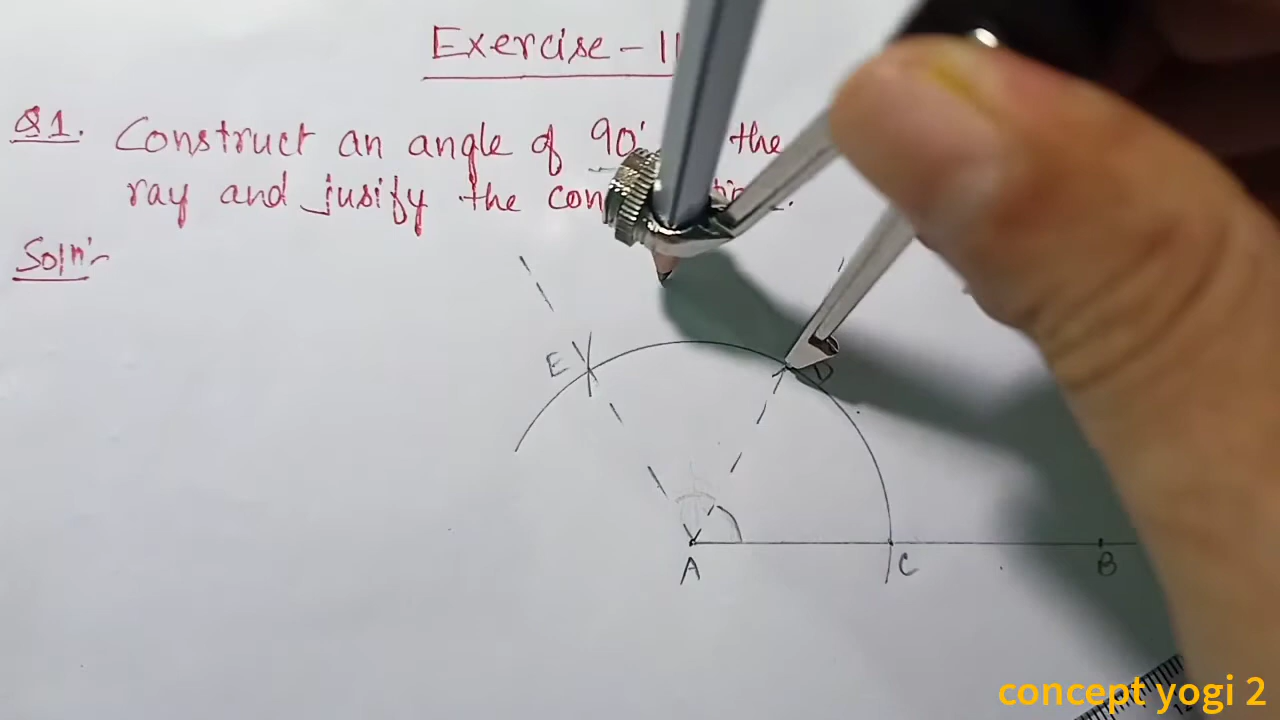 Exercise - 11
Q1. Construct an angle of 90° the
ray and jusify the con
Soln:-
E
D
A
C
B
concept yogi 2